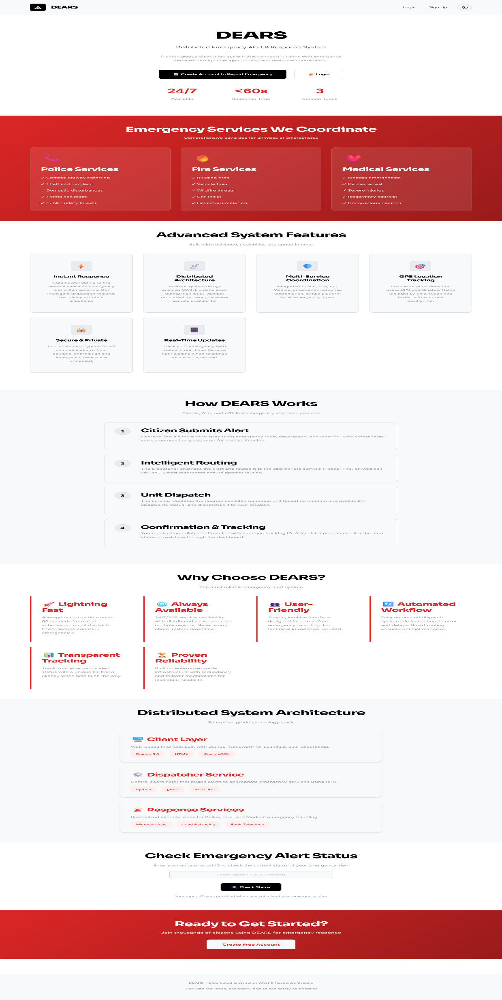 DEARS
Login
Sign Up
DEARS
Distributed Emergency Alert & Response System
A cutting-edge distributed system that connects citizens with emergency
services through intelligent routing and real-time coordination.
Create Account to Report Emergency
Login
24/7
Available
<60s
Response Time
3
Service Types
Emergency Services We Coordinate
Comprehensive coverage for all types of emergencies
Police Services
✓ Criminal activity reporting
✓ Theft and burglary
✓ Domestic disturbances
✓ Traffic accidents
✓ Public safety threats
Fire Services
✓ Building fires
✓ Vehicle fires
✓ Wildfire threats
✓ Gas leaks
✓ Hazardous materials
Medical Services
✓ Medical emergencies
✓ Cardiac arrest
✓ Severe injuries
✓ Respiratory distress
✓ Unconscious persons
Advanced System Features
Built with resilience, scalability, and speed in mind
Instant Response
Automated routing to the
nearest available emergency
unit within seconds. Our
intelligent dispatcher ensures
zero delay in critical
situations.
Distributed
Architecture
Resilient system design
ensures 99.9% uptime even
during high load. Multiple
redundant servers guarantee
service availability.
Multi-Service
Coordination
Integrated Police, Fire, and
Medical emergency response
coordination. Single platform
for all emergency types.
GPS Location
Tracking
Precise location detection
using GPS coordinates. Helps
emergency units reach you
faster with accurate
positioning.
Secure & Private
End-to-end encryption for all
communications. Your
personal information and
emergency details are
protected.
Real-Time Updates
Track your emergency alert
status in real-time. Receive
notifications when response
units are dispatched.
How DEARS Works
Simple, fast, and efficient emergency response process
1
Citizen Submits Alert
Users fill out a simple form specifying emergency type, description, and location. GPS coordinates
can be automatically captured for precise location.
2
Intelligent Routing
The Dispatcher analyzes the alert and routes it to the appropriate service (Police, Fire, or Medical)
via RPC. Smart algorithms ensure optimal routing.
3
Unit Dispatch
The service identifies the nearest available response unit based on location and availability,
updates its status, and dispatches it to your location.
4
Confirmation & Tracking
You receive immediate confirmation with a unique tracking ID. Administrators can monitor the alert
status in real-time through the dashboard.
Why Choose DEARS?
The most reliable emergency alert system
Lightning
Fast
Average response time under
60 seconds from alert
submission to unit dispatch.
Every second counts in
emergencies.
Always
Available
24/7/365 service availability
with distributed servers across
multiple regions. Never worry
about system downtime.
User-
Friendly
Simple, intuitive interface
designed for stress-free
emergency reporting. No
technical knowledge required.
Automated
Workflow
Fully automated dispatch
system eliminates human error
and delays. Smart routing
ensures optimal response.
Transparent
Tracking
Track your emergency alert
status with a unique ID. Know
exactly when help is on the way.
Proven
Reliability
Built on enterprise-grade
infrastructure with redundancy
and failover mechanisms for
maximum reliability.
Distributed System Architecture
Enterprise-grade technology stack
Client Layer
Web-based interface built with Django framework for seamless user experience.
Django 5.0
HTMX
PostgreSQL
Dispatcher Service
Central coordinator that routes alerts to appropriate emergency services using RPC.
Python
gRPC
REST API
Response Services
Specialized microservices for Police, Fire, and Medical emergency handling.
Microservices
Load Balancing
Fault Tolerance
Check Emergency Alert Status
Enter your unique report ID to check the current status of your emergency alert
Enter Report ID (UUID format)
Check Status
Your report ID was provided when you submitted your emergency alert
Ready to Get Started?
Join thousands of citizens using DEARS for emergency response
Create Free Account
DEARS - Distributed Emergency Alert & Response System
Built with resilience, scalability, and citizen safety as priorities